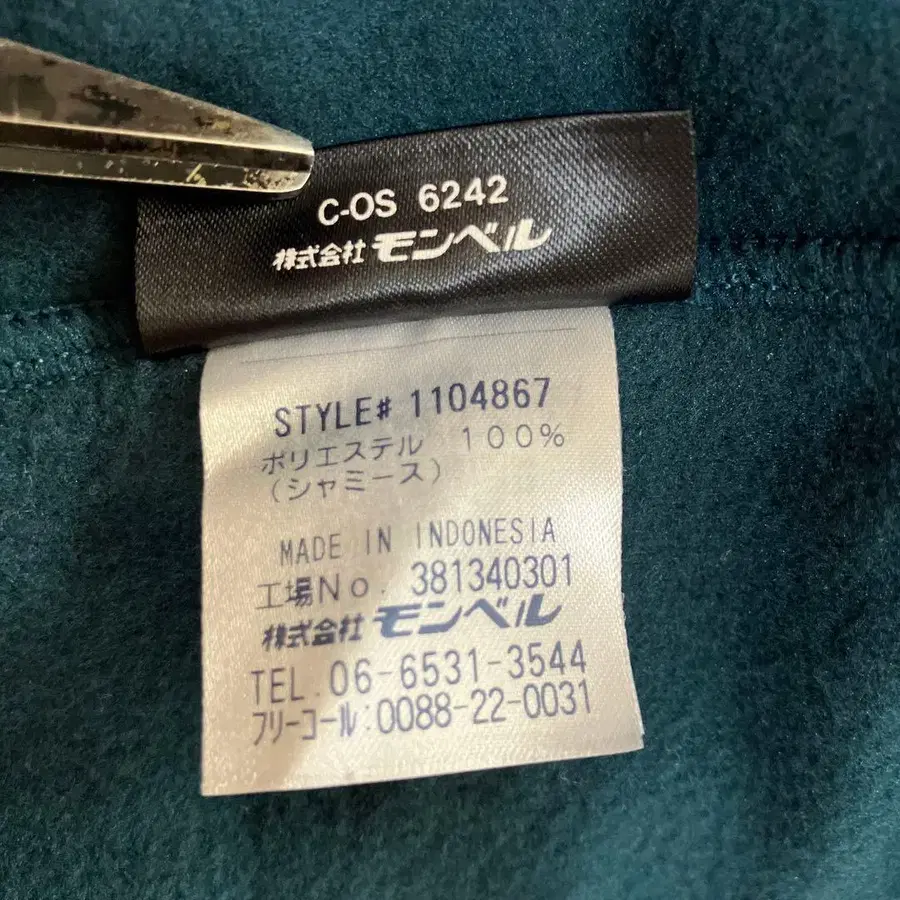 C-OS 6242
株式会社 モンベル
STYLE# 1104867
ポリエステル 100%
(シャミース)
MADE IN INDONESIA
工場No. 381340301
株式会社 モンベル
TEL.06-6531-3544
フリーコール:0088-22-0031